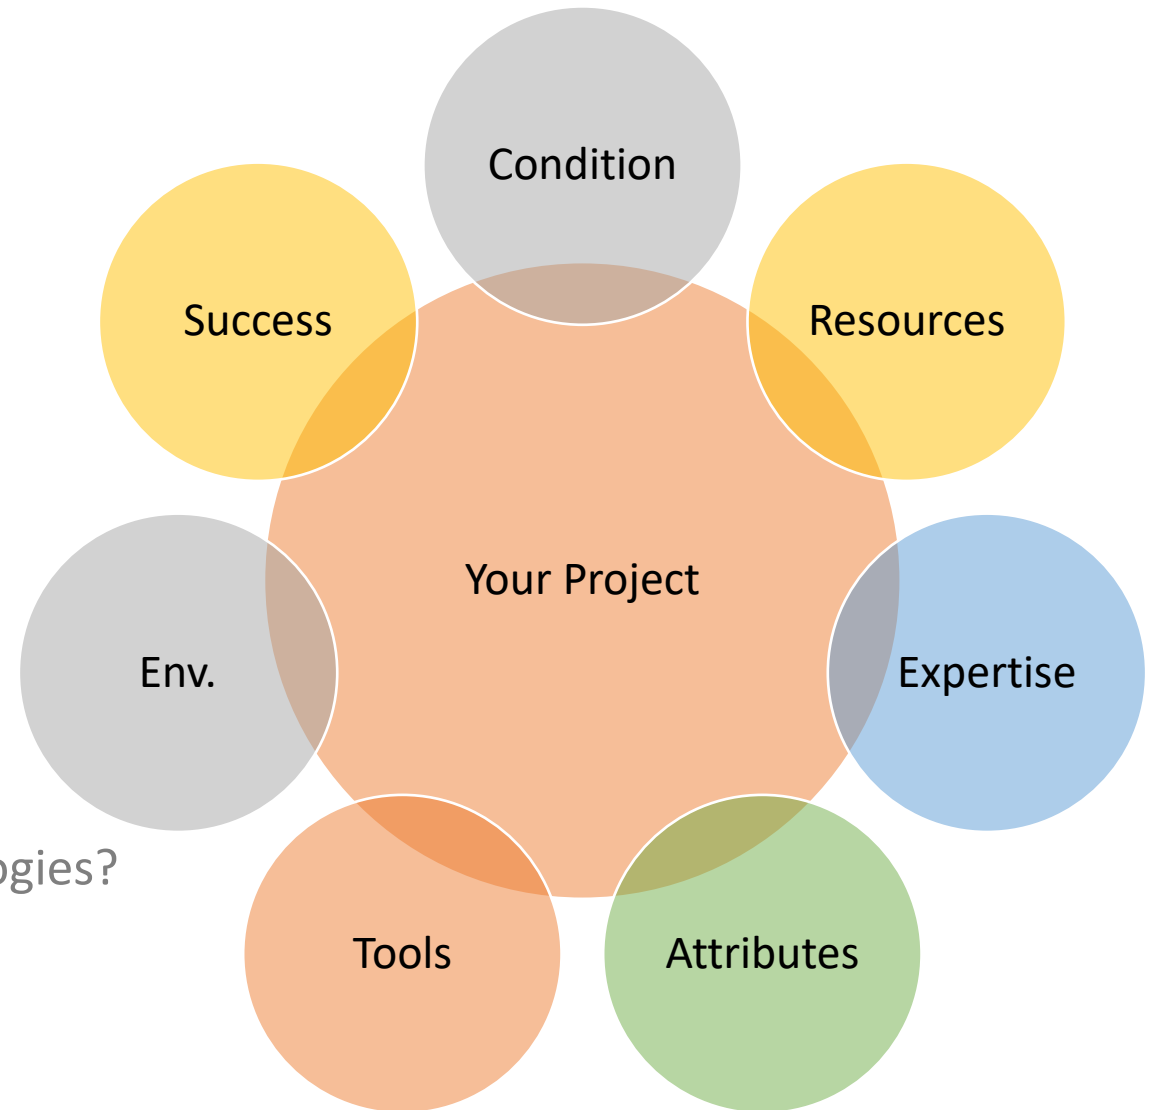 Condition
Success
Resources
Your Project
Env.
Expertise
ogies?
Tools
Attributes